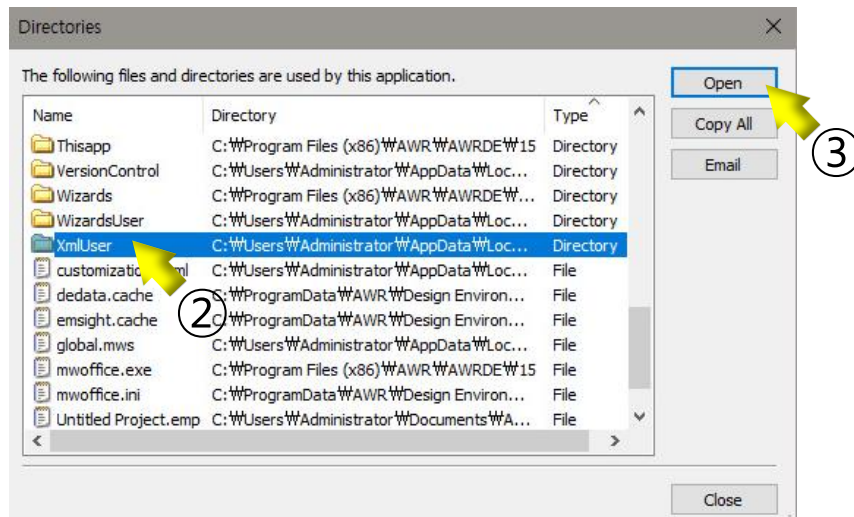 Directories
The following files and directories are used by this application.
Open
Name Directory Type
Copy All
Thisapp C:₩Program Files (x86)₩AWR₩AWRDE₩15 Directory
VersionControl C:₩Users₩Administrator₩AppData₩Loc... Directory
Email
Wizards C:₩Program Files (x86)₩AWR₩AWRDE₩... Directory
③
WizardsUser C:₩Users₩Administrator₩AppData₩Loc... Directory
XmlUser C:₩Users₩Administrator₩AppData₩Loc... Directory
C:₩Users₩Administrator₩AppData₩Loc... File
②
dedata.cache C:₩ProgramData₩AWR₩Design Environ... File
emsight.cache C:₩ProgramData₩AWR₩Design Environ... File
global.mws C:₩Users₩Administrator₩AppData₩Loc... File
mwoffice.exe C:₩Program Files (x86)₩AWR₩AWRDE₩15 File
mwoffice.ini C:₩ProgramData₩AWR₩Design Environ... File
Untitled Project.emp C:₩Users₩Administrator₩Documents₩A... File
Close